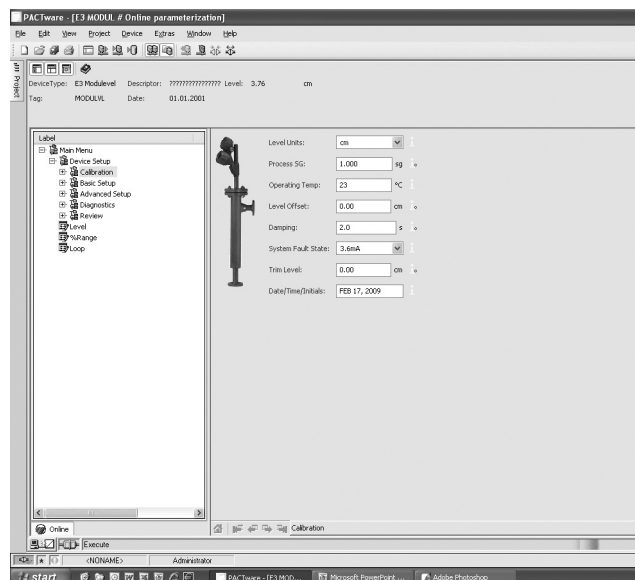 PACTware - [E3 MODUL # Online parameterization]
File Edit View Project Device Extras Window Help
Project
DeviceType: E3 Modulevel Descriptor: ???????????????? Level: 3.76 cm
Tag: MODULVL Date: 01.01.2001
Label
Main Menu
Device Setup
Calibration
Basic Setup
Advanced Setup
Diagnostics
Review
Level
%Range
Loop
Level Units: cm
Process SG: 1.000 sg
Operating Temp: 23 °C
Level Offset: 0.00 cm
Damping: 2.0 s
System Fault State: 3.6mA
Trim Level: 0.00 cm
Date/Time/Initials: FEB 17, 2009
Online
Calibration
Execute
<NONAME> Administrator
start PACTware - [E3 MOD... Microsoft PowerPoint ... Adobe Photoshop